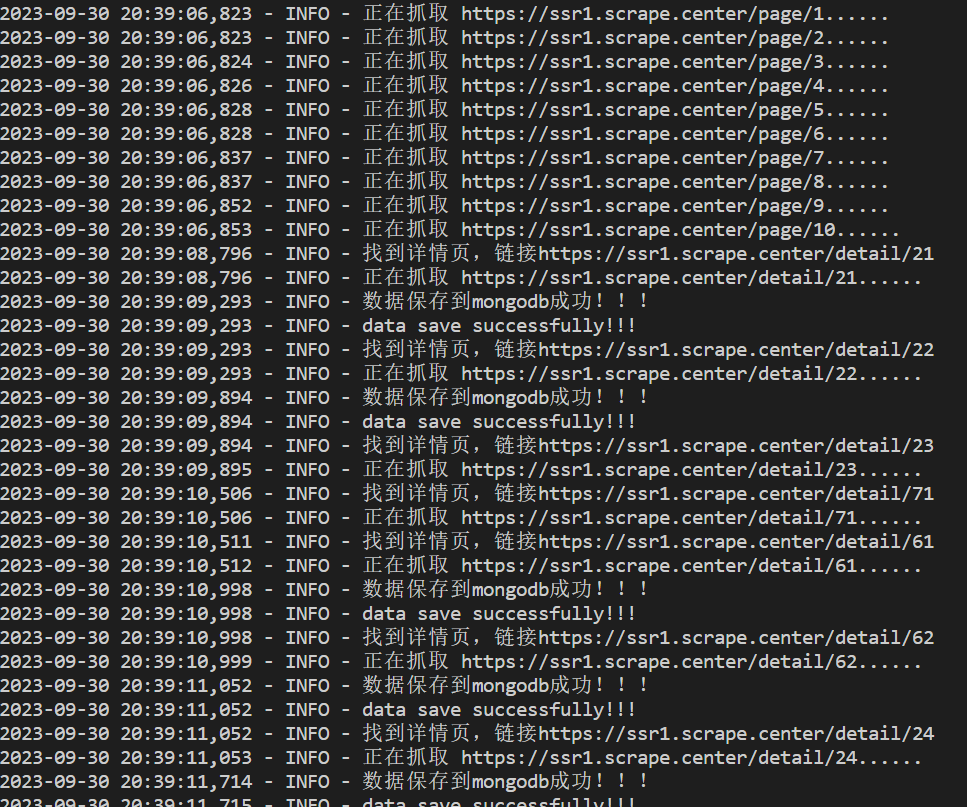 2023-09-30 20:39:06,823 - INFO - 正在抓取 https://ssr1.scrape.center/page/1......
2023-09-30 20:39:06,823 - INFO - 正在抓取 https://ssr1.scrape.center/page/2......
2023-09-30 20:39:06,824 - INFO - 正在抓取 https://ssr1.scrape.center/page/3......
2023-09-30 20:39:06,826 - INFO - 正在抓取 https://ssr1.scrape.center/page/4......
2023-09-30 20:39:06,828 - INFO - 正在抓取 https://ssr1.scrape.center/page/5......
2023-09-30 20:39:06,828 - INFO - 正在抓取 https://ssr1.scrape.center/page/6......
2023-09-30 20:39:06,837 - INFO - 正在抓取 https://ssr1.scrape.center/page/7......
2023-09-30 20:39:06,837 - INFO - 正在抓取 https://ssr1.scrape.center/page/8......
2023-09-30 20:39:06,852 - INFO - 正在抓取 https://ssr1.scrape.center/page/9......
2023-09-30 20:39:06,853 - INFO - 正在抓取 https://ssr1.scrape.center/page/10......
2023-09-30 20:39:08,796 - INFO - 找到详情页，链接https://ssr1.scrape.center/detail/21
2023-09-30 20:39:08,796 - INFO - 正在抓取 https://ssr1.scrape.center/detail/21......
2023-09-30 20:39:09,293 - INFO - 数据保存到mongodb成功！！！
2023-09-30 20:39:09,293 - INFO - data save successfully!!!
2023-09-30 20:39:09,293 - INFO - 找到详情页，链接https://ssr1.scrape.center/detail/22
2023-09-30 20:39:09,293 - INFO - 正在抓取 https://ssr1.scrape.center/detail/22......
2023-09-30 20:39:09,894 - INFO - 数据保存到mongodb成功！！！
2023-09-30 20:39:09,894 - INFO - data save successfully!!!
2023-09-30 20:39:09,894 - INFO - 找到详情页，链接https://ssr1.scrape.center/detail/23
2023-09-30 20:39:09,895 - INFO - 正在抓取 https://ssr1.scrape.center/detail/23......
2023-09-30 20:39:10,506 - INFO - 找到详情页，链接https://ssr1.scrape.center/detail/71
2023-09-30 20:39:10,506 - INFO - 正在抓取 https://ssr1.scrape.center/detail/71......
2023-09-30 20:39:10,511 - INFO - 找到详情页，链接https://ssr1.scrape.center/detail/61
2023-09-30 20:39:10,512 - INFO - 正在抓取 https://ssr1.scrape.center/detail/61......
2023-09-30 20:39:10,998 - INFO - 数据保存到mongodb成功！！！
2023-09-30 20:39:10,998 - INFO - data save successfully!!!
2023-09-30 20:39:10,998 - INFO - 找到详情页，链接https://ssr1.scrape.center/detail/62
2023-09-30 20:39:10,999 - INFO - 正在抓取 https://ssr1.scrape.center/detail/62......
2023-09-30 20:39:11,052 - INFO - 数据保存到mongodb成功！！！
2023-09-30 20:39:11,052 - INFO - data save successfully!!!
2023-09-30 20:39:11,052 - INFO - 找到详情页，链接https://ssr1.scrape.center/detail/24
2023-09-30 20:39:11,053 - INFO - 正在抓取 https://ssr1.scrape.center/detail/24......
2023-09-30 20:39:11,714 - INFO - 数据保存到mongodb成功！！！
2023-09-30 20:39:11,715 - INFO - data save successfully!!!